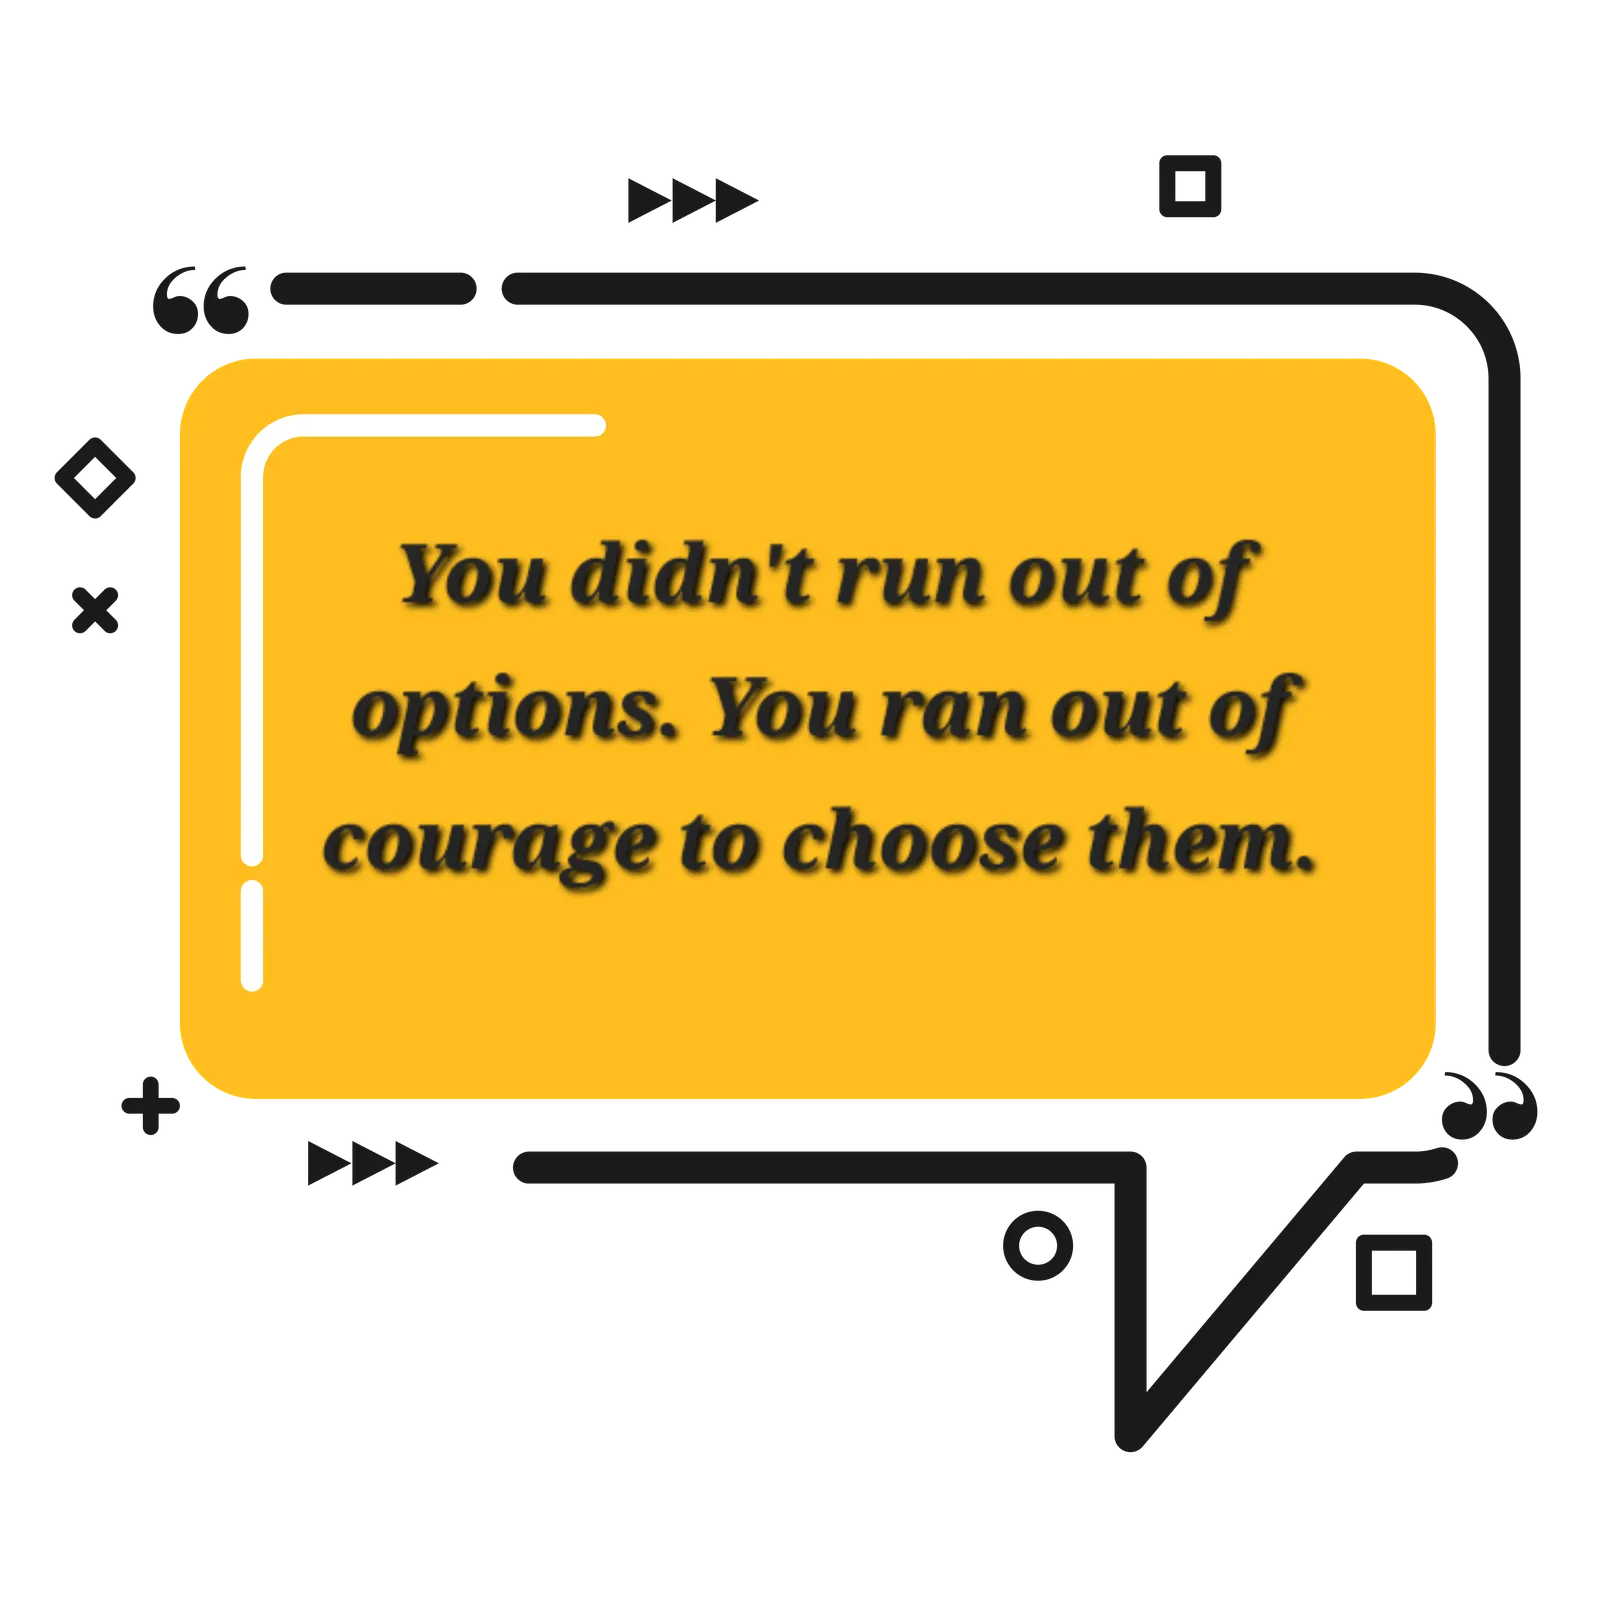 You didn't run out of
options. You ran out of
courage to choose them.